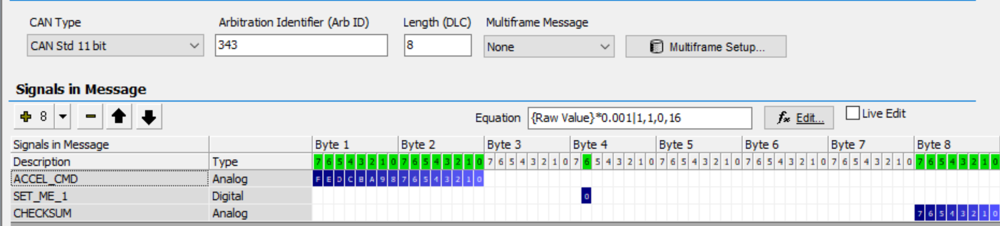 CAN Type Arbitration Identifier (Arb ID) Length (DLC) Multiframe Message
CAN Std 11 bit 343 8 None Multiframe Setup...
Signals in Message
8 Equation {Raw Value}*0.001|1,1,0,16 fx Edit... Live Edit
Signals in Message Byte 1 Byte 2 Byte 3 Byte 4 Byte 5 Byte 6 Byte 7 Byte 8
Description Type 7 6 5 4 3 2 1 0 7 6 5 4 3 2 1 0 7 6 5 4 3 2 1 0 7 6 5 4 3 2 1 0 7 6 5 4 3 2 1 0 7 6 5 4 3 2 1 0 7 6 5 4 3 2 1 0 7 6 5 4 3 2 1 0
ACCEL_CMD Analog F E D C B A 9 8 7 6 5 4 3 2 1 0
SET_ME_1 Digital 0
CHECKSUM Analog 7 6 5 4 3 2 1 0